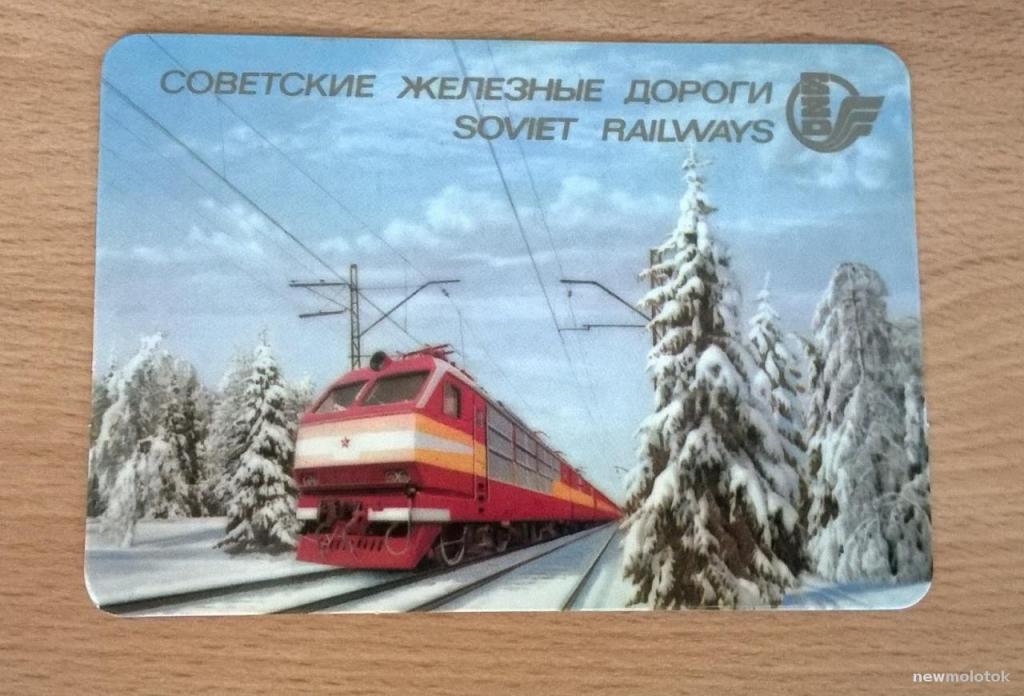 СОВЕТСКИЕ ЖЕЛЕЗНЫЕ ДОРОГИ
SOVIET RAILWAYS
newmolotok